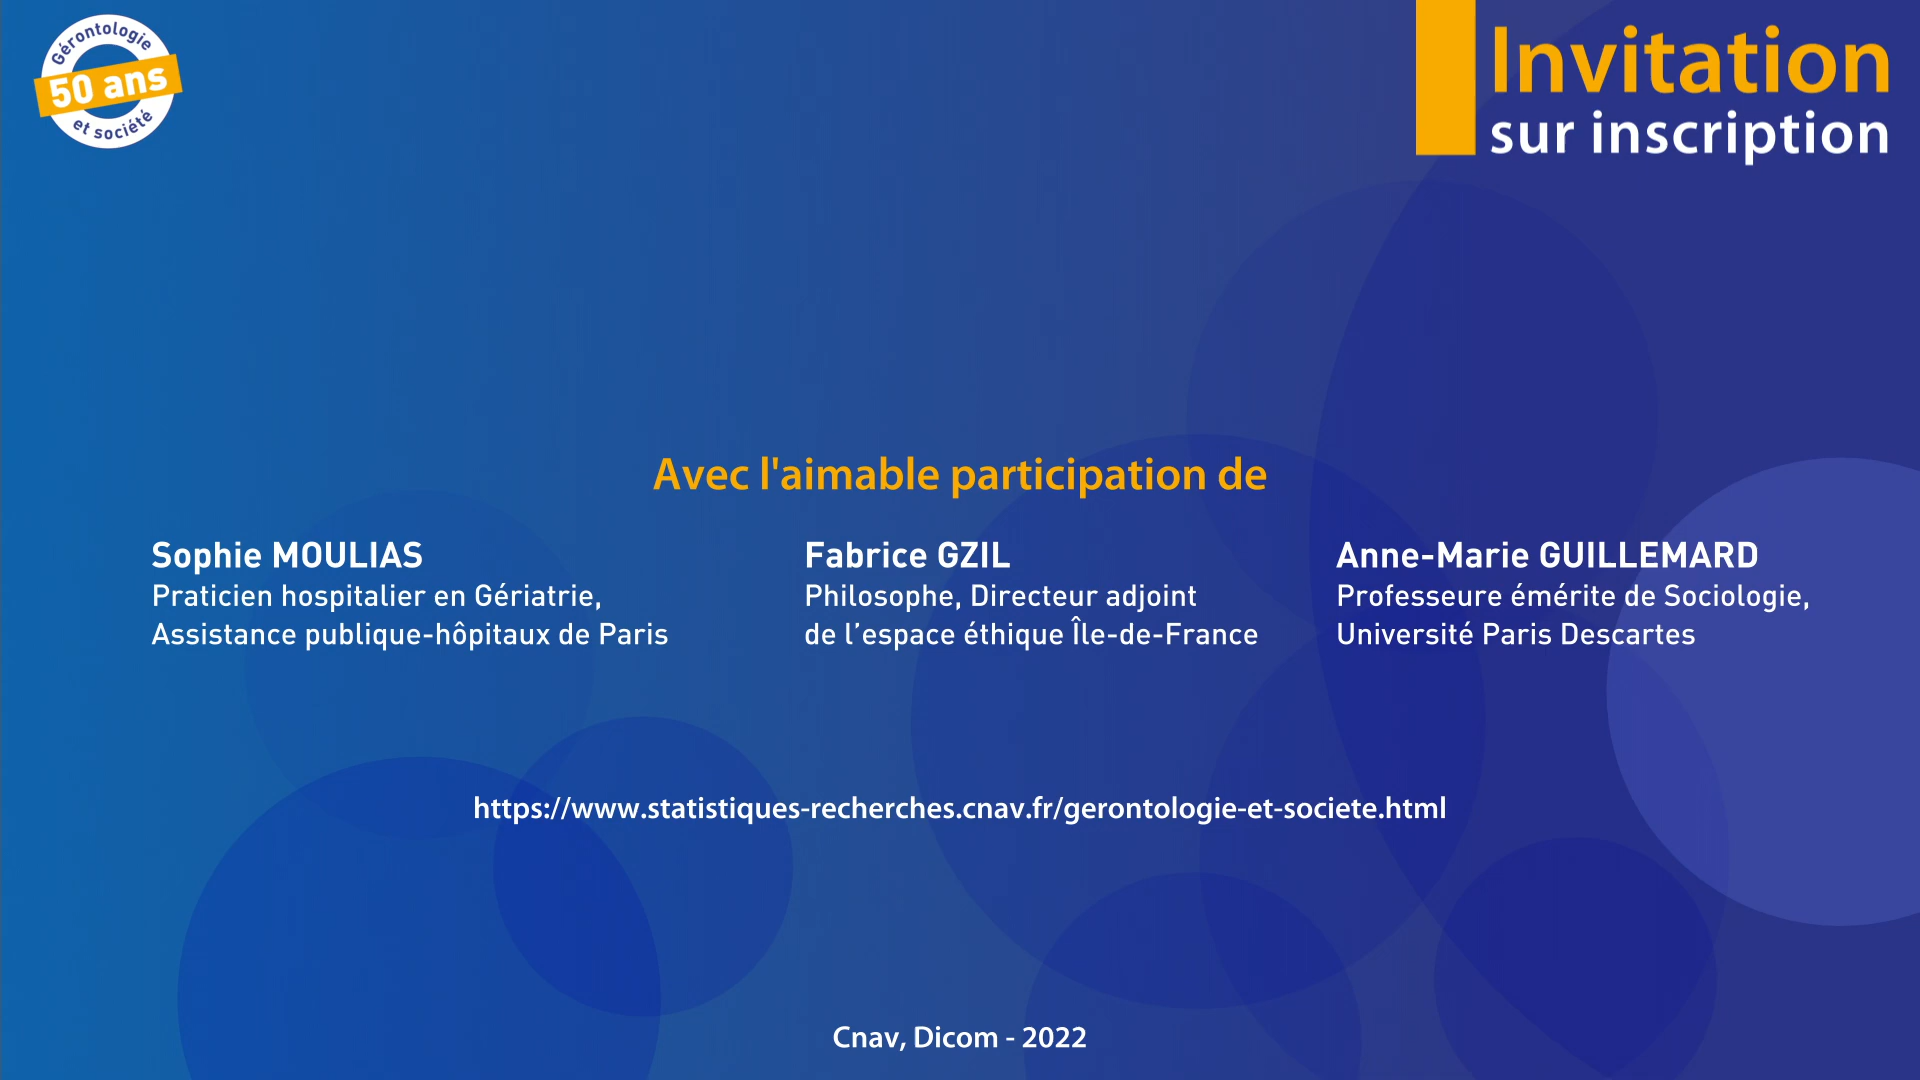 Gérontologie
50 ans
et société
Invitation
sur inscription
Avec l'aimable participation de
Sophie MOULIAS
Praticien hospitalier en Gériatrie,
Assistance publique-hôpitaux de Paris
Fabrice GZIL
Philosophe, Directeur adjoint
de l’espace éthique Île-de-France
Anne-Marie GUILLEMARD
Professeure émérite de Sociologie,
Université Paris Descartes
https://www.statistiques-recherches.cnav.fr/gerontologie-et-societe.html
Cnav, Dicom - 2022